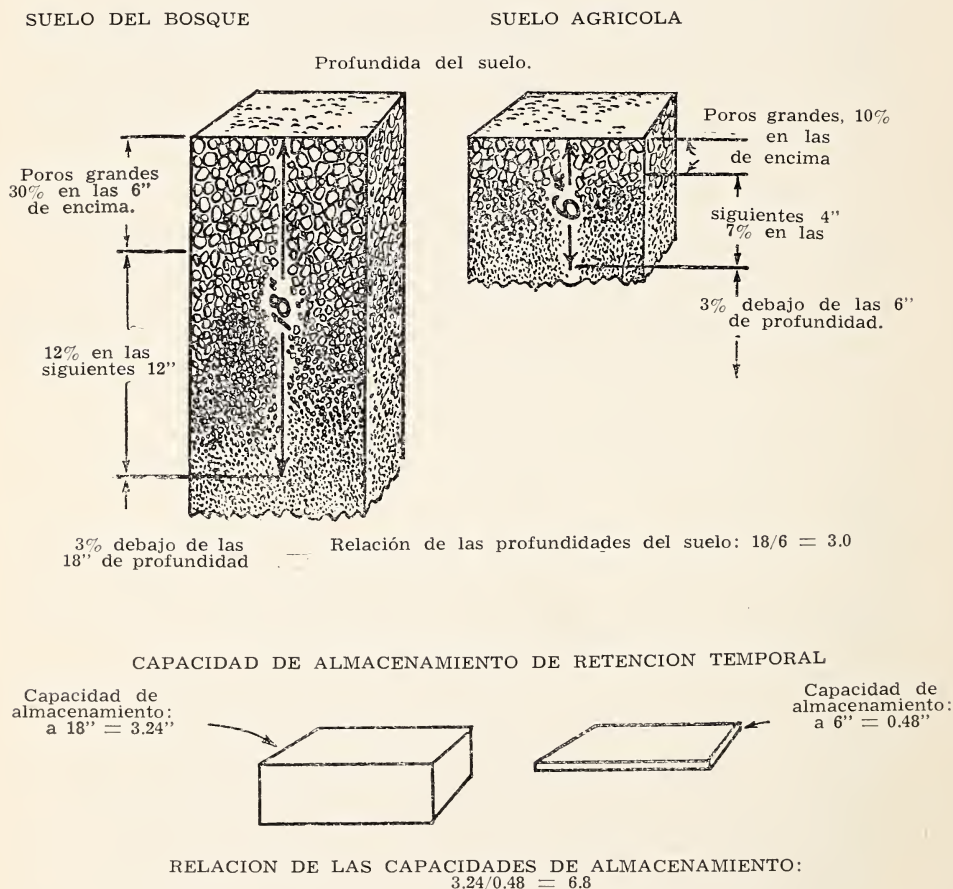 SUELO DEL BOSQUE
SUELO AGRICOLA
Profundida del suelo.
Poros grandes
30% en las 6"
de encima.
18"
12% en las
siguientes 12"
3% debajo de las
18" de profundidad
6"
Poros grandes, 10%
en las
de encima
siguientes 4"
7% en las
3% debajo de las 6"
de profundidad.
Relación de las profundidades del suelo: 18/6 = 3.0
CAPACIDAD DE ALMACENAMIENTO DE RETENCION TEMPORAL
Capacidad de
almacenamiento:
a 18" = 3.24"
Capacidad de
almacenamiento:
a 6" = 0.48"
RELACION DE LAS CAPACIDADES DE ALMACENAMIENTO:
3.24/0.48 = 6.8